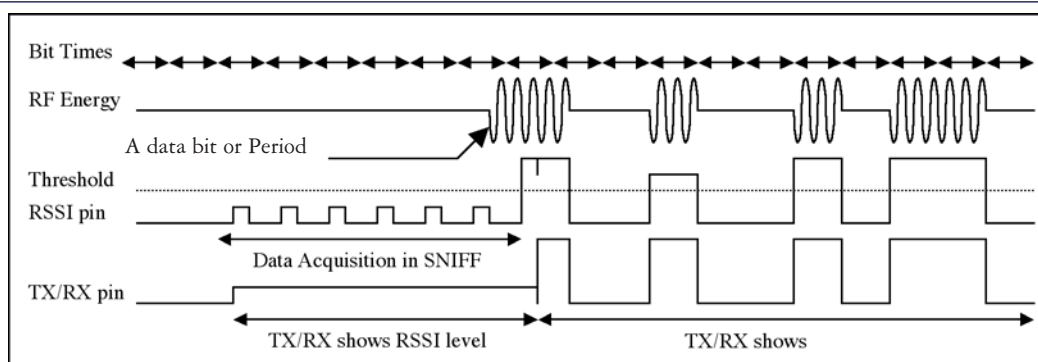 Bit Times
RF Energy
A data bit or Period
Threshold
RSSI pin
Data Acquisition in SNIFF
TX/RX pin
TX/RX shows RSSI level
TX/RX shows